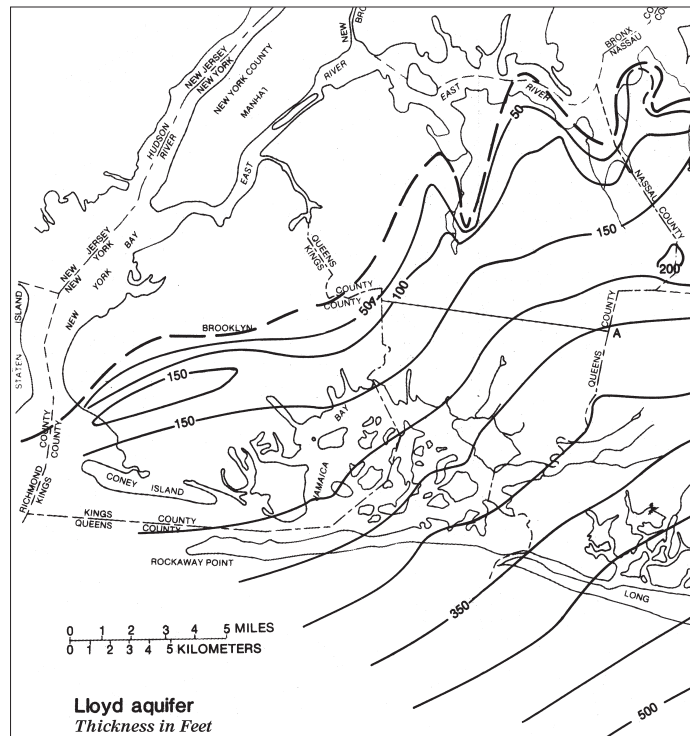 NEW
BRO
CO
COU
BRONX
NASSAU
NEW JERSEY
NEW YORK
NEW YORK COUNTY
MANHAT
RIVER
EAST
RIVER
50
HUDSON
RIVER
EAST
NASSAU COUNTY
150
200
QUEENS
KINGS
NEW JERSEY
NEW YORK
NEW YORK BAY
COUNTY
COUNTY
50
100
A'
BROOKLYN
STATEN ISLAND
A
QUEENS COUNTY
150
150
JAMAICA BAY
COUNTY
COUNTY
RICHMOND
KINGS
CONEY ISLAND
KINGS COUNTY
QUEENS COUNTY
ROCKAWAY POINT
LONG
350
500
0 1 2 3 4 5 MILES
0 1 2 3 4 5 KILOMETERS
Lloyd aquifer
Thickness in Feet